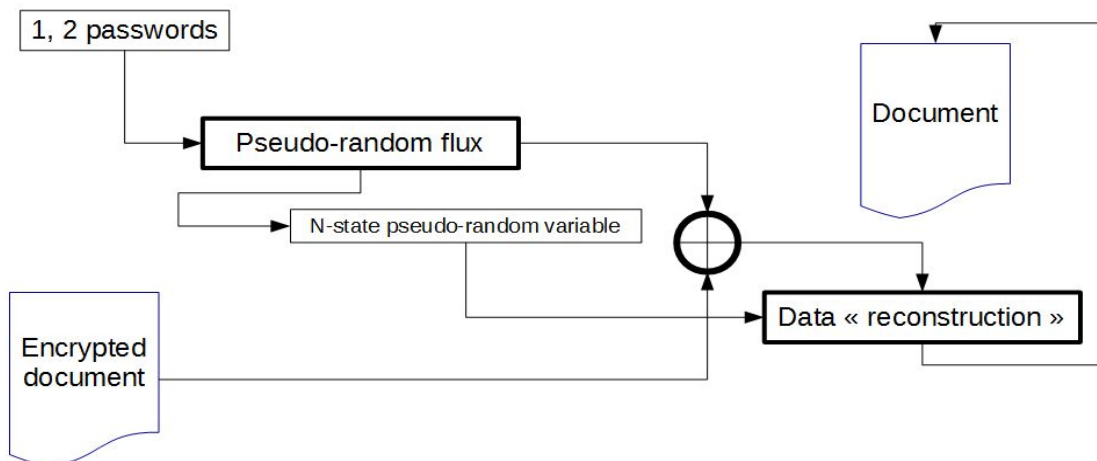 1, 2 passwords
Document
Pseudo-random flux
N-state pseudo-random variable
Data « reconstruction »
Encrypted
document